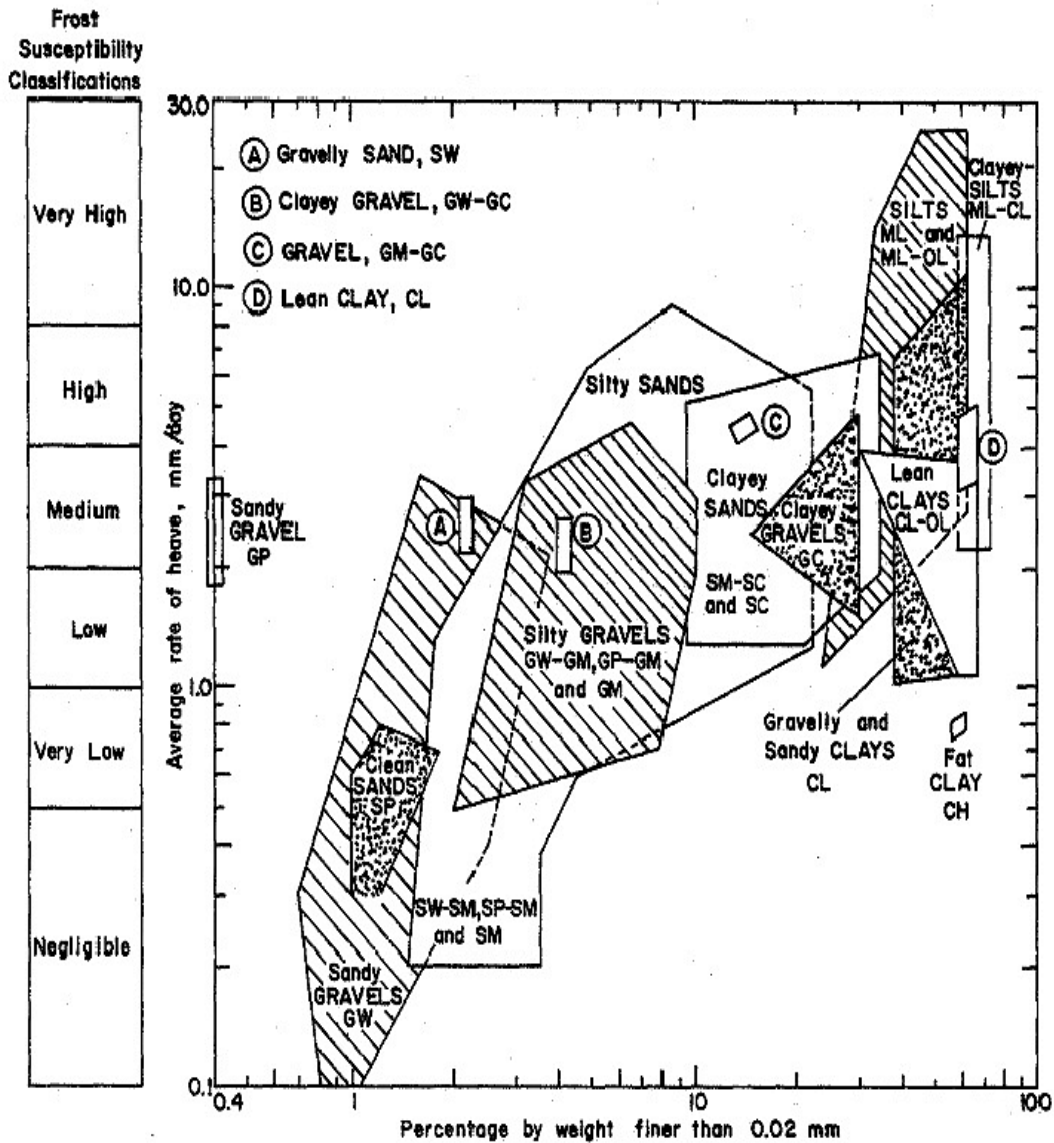 Frost
Susceptibility
Classifications
Very High
High
Medium
Low
Very Low
Negligible
Average rate of heave, mm/day
30.0
10.0
1.0
0.1
Ⓐ Gravelly SAND, SW
Ⓑ Clayey GRAVEL, GW-GC
Ⓒ GRAVEL, GM-GC
Ⓓ Lean CLAY, CL
Clayey-
SILTS
ML-CL
SILTS
ML and
ML-OL
Silty SANDS
Ⓒ
Ⓓ
Sandy
GRAVEL
GP
Ⓐ
Ⓑ
Clayey
SANDS
SM-SC
and SC
Clayey
GRAVELS
GC
Lean
CLAYS
CL-OL
Silty GRAVELS
GW-GM, GP-GM
and GM
Gravelly and
Sandy CLAYS
CL
Fat
CLAY
CH
Clean
SANDS
SP
SW-SM, SP-SM
and SM
Sandy
GRAVELS
GW
0.4
1
10
100
Percentage by weight finer than 0.02 mm